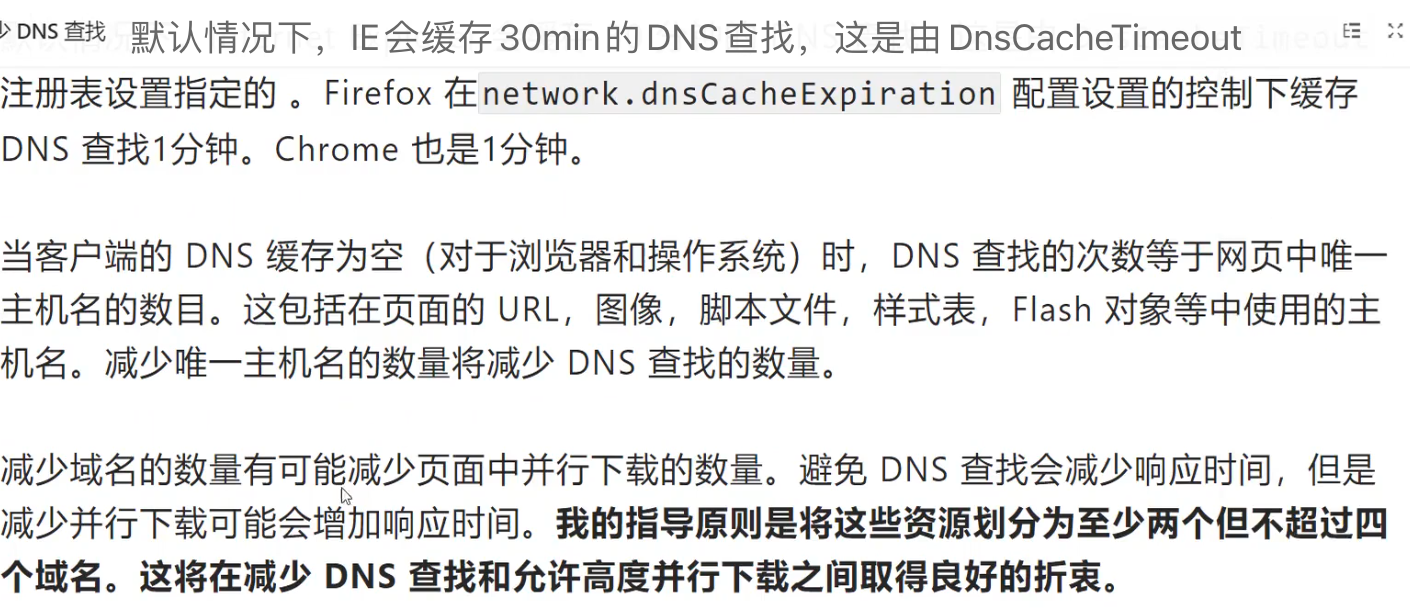 DNS 查找
默认情况下，IE会缓存30min的DNS查找，这是由DnsCacheTimeout
注册表设置指定的 。Firefox 在network.dnsCacheExpiration 配置设置的控制下缓存
DNS 查找1分钟。Chrome 也是1分钟。
当客户端的 DNS 缓存为空（对于浏览器和操作系统）时，DNS 查找的次数等于网页中唯一
主机名的数目。这包括在页面的 URL，图像，脚本文件，样式表，Flash 对象等中使用的主
机名。减少唯一主机名的数量将减少 DNS 查找的数量。
减少域名的数量有可能减少页面中并行下载的数量。避免 DNS 查找会减少响应时间，但是
减少并行下载可能会增加响应时间。我的指导原则是将这些资源划分为至少两个但不超过四
个域名。这将在减少 DNS 查找和允许高度并行下载之间取得良好的折衷。